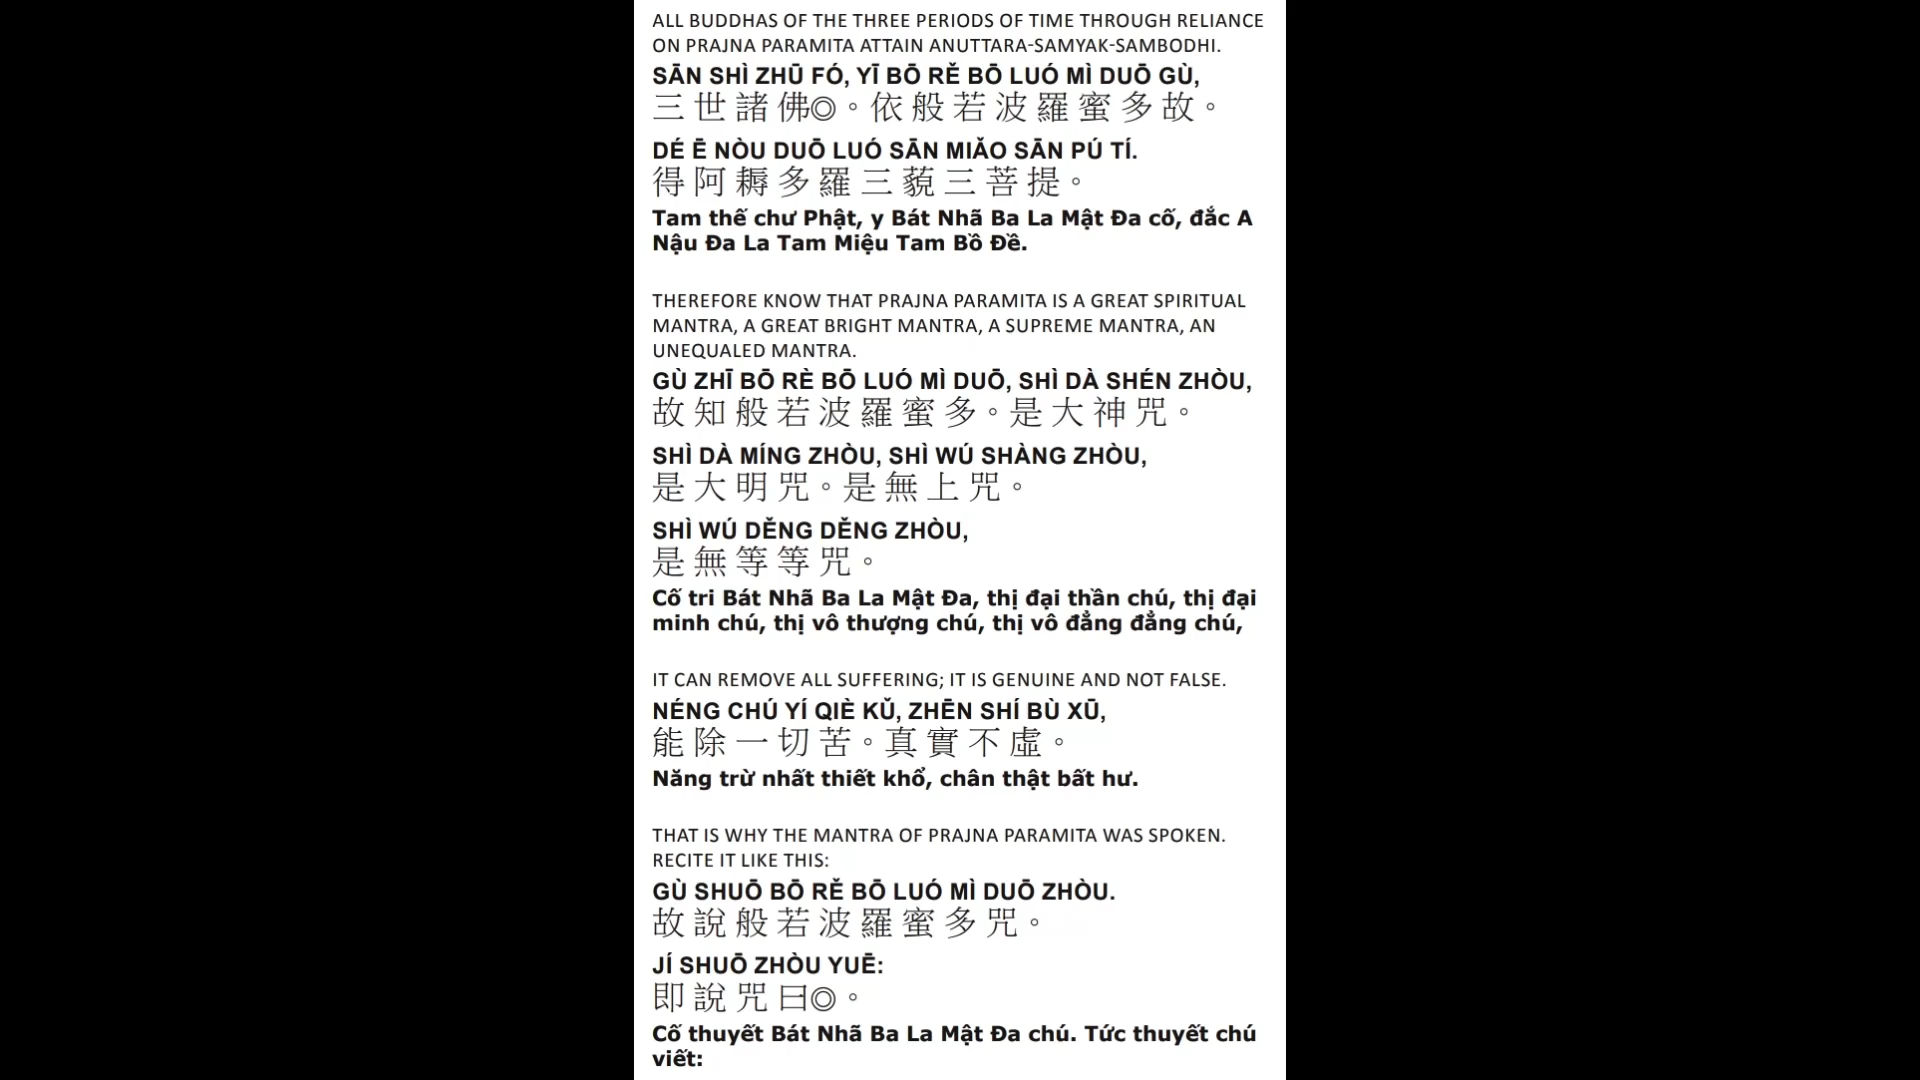 ALL BUDDHAS OF THE THREE PERIODS OF TIME THROUGH RELIANCE
ON PRAJNA PARAMITA ATTAIN ANUTTARA-SAMYAK-SAMBODHI.
SĀN SHÌ ZHŪ FÓ, YĪ BŌ RĚ BŌ LUÓ MÌ DUŌ GÙ,
三世諸佛◎。依般若波羅蜜多故。
DÉ Ē NÒU DUŌ LUÓ SĀN MIǍO SĀN PÚ TÍ.
得阿耨多羅三藐三菩提。
Tam thế chư Phật, y Bát Nhã Ba La Mật Đa cố, đắc A
Nậu Đa La Tam Miệu Tam Bồ Đề.
THEREFORE KNOW THAT PRAJNA PARAMITA IS A GREAT SPIRITUAL
MANTRA, A GREAT BRIGHT MANTRA, A SUPREME MANTRA, AN
UNEQUALED MANTRA.
GÙ ZHĪ BŌ RÈ BŌ LUÓ MÌ DUŌ, SHÌ DÀ SHÉN ZHÒU,
故知般若波羅蜜多。是大神咒。
SHÌ DÀ MÍNG ZHÒU, SHÌ WÚ SHÀNG ZHÒU,
是大明咒。是無上咒。
SHÌ WÚ DĚNG DĚNG ZHÒU,
是無等等咒。
Cố tri Bát Nhã Ba La Mật Đa, thị đại thần chú, thị đại
minh chú, thị vô thượng chú, thị vô đẳng đẳng chú,
IT CAN REMOVE ALL SUFFERING; IT IS GENUINE AND NOT FALSE.
NÉNG CHÚ YÍ QIÈ KǓ, ZHĒN SHÍ BÙ XŪ,
能除一切苦。真實不虛。
Năng trừ nhất thiết khổ, chân thật bất hư.
THAT IS WHY THE MANTRA OF PRAJNA PARAMITA WAS SPOKEN.
RECITE IT LIKE THIS:
GÙ SHUŌ BŌ RĚ BŌ LUÓ MÌ DUŌ ZHÒU.
故說般若波羅蜜多咒。
JÍ SHUŌ ZHÒU YUĒ:
即說咒曰◎。
Cố thuyết Bát Nhã Ba La Mật Đa chú. Tức thuyết chú
viết: